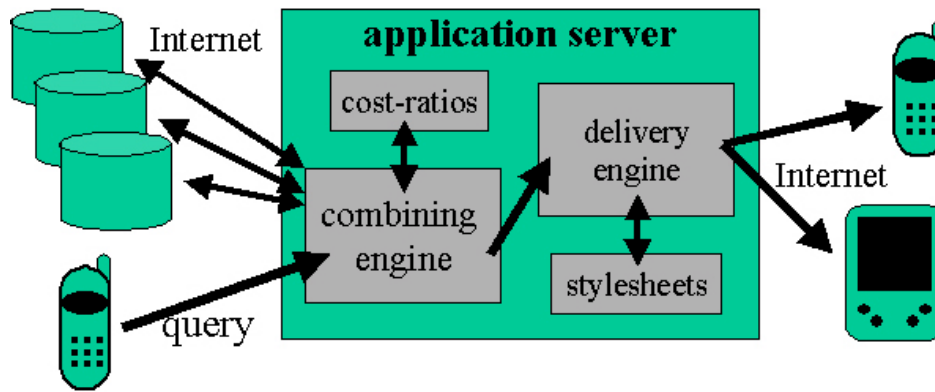 Internet
application server
cost-ratios
delivery
engine
Internet
combining
engine
stylesheets
query